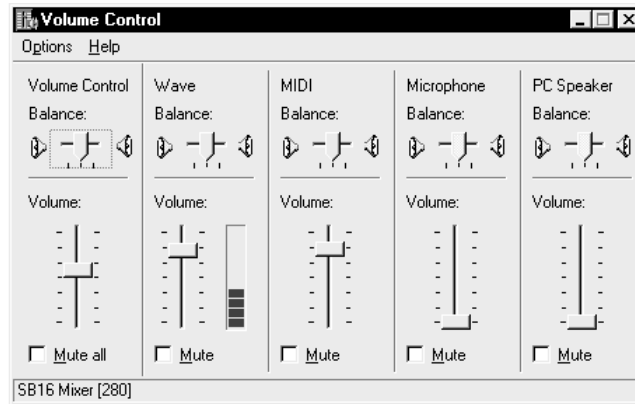 Volume Control
Options Help
Volume Control Wave MIDI Microphone PC Speaker
Balance: Balance: Balance: Balance: Balance:
Volume: Volume: Volume: Volume: Volume:
Mute all Mute Mute Mute Mute
SB16 Mixer [280]